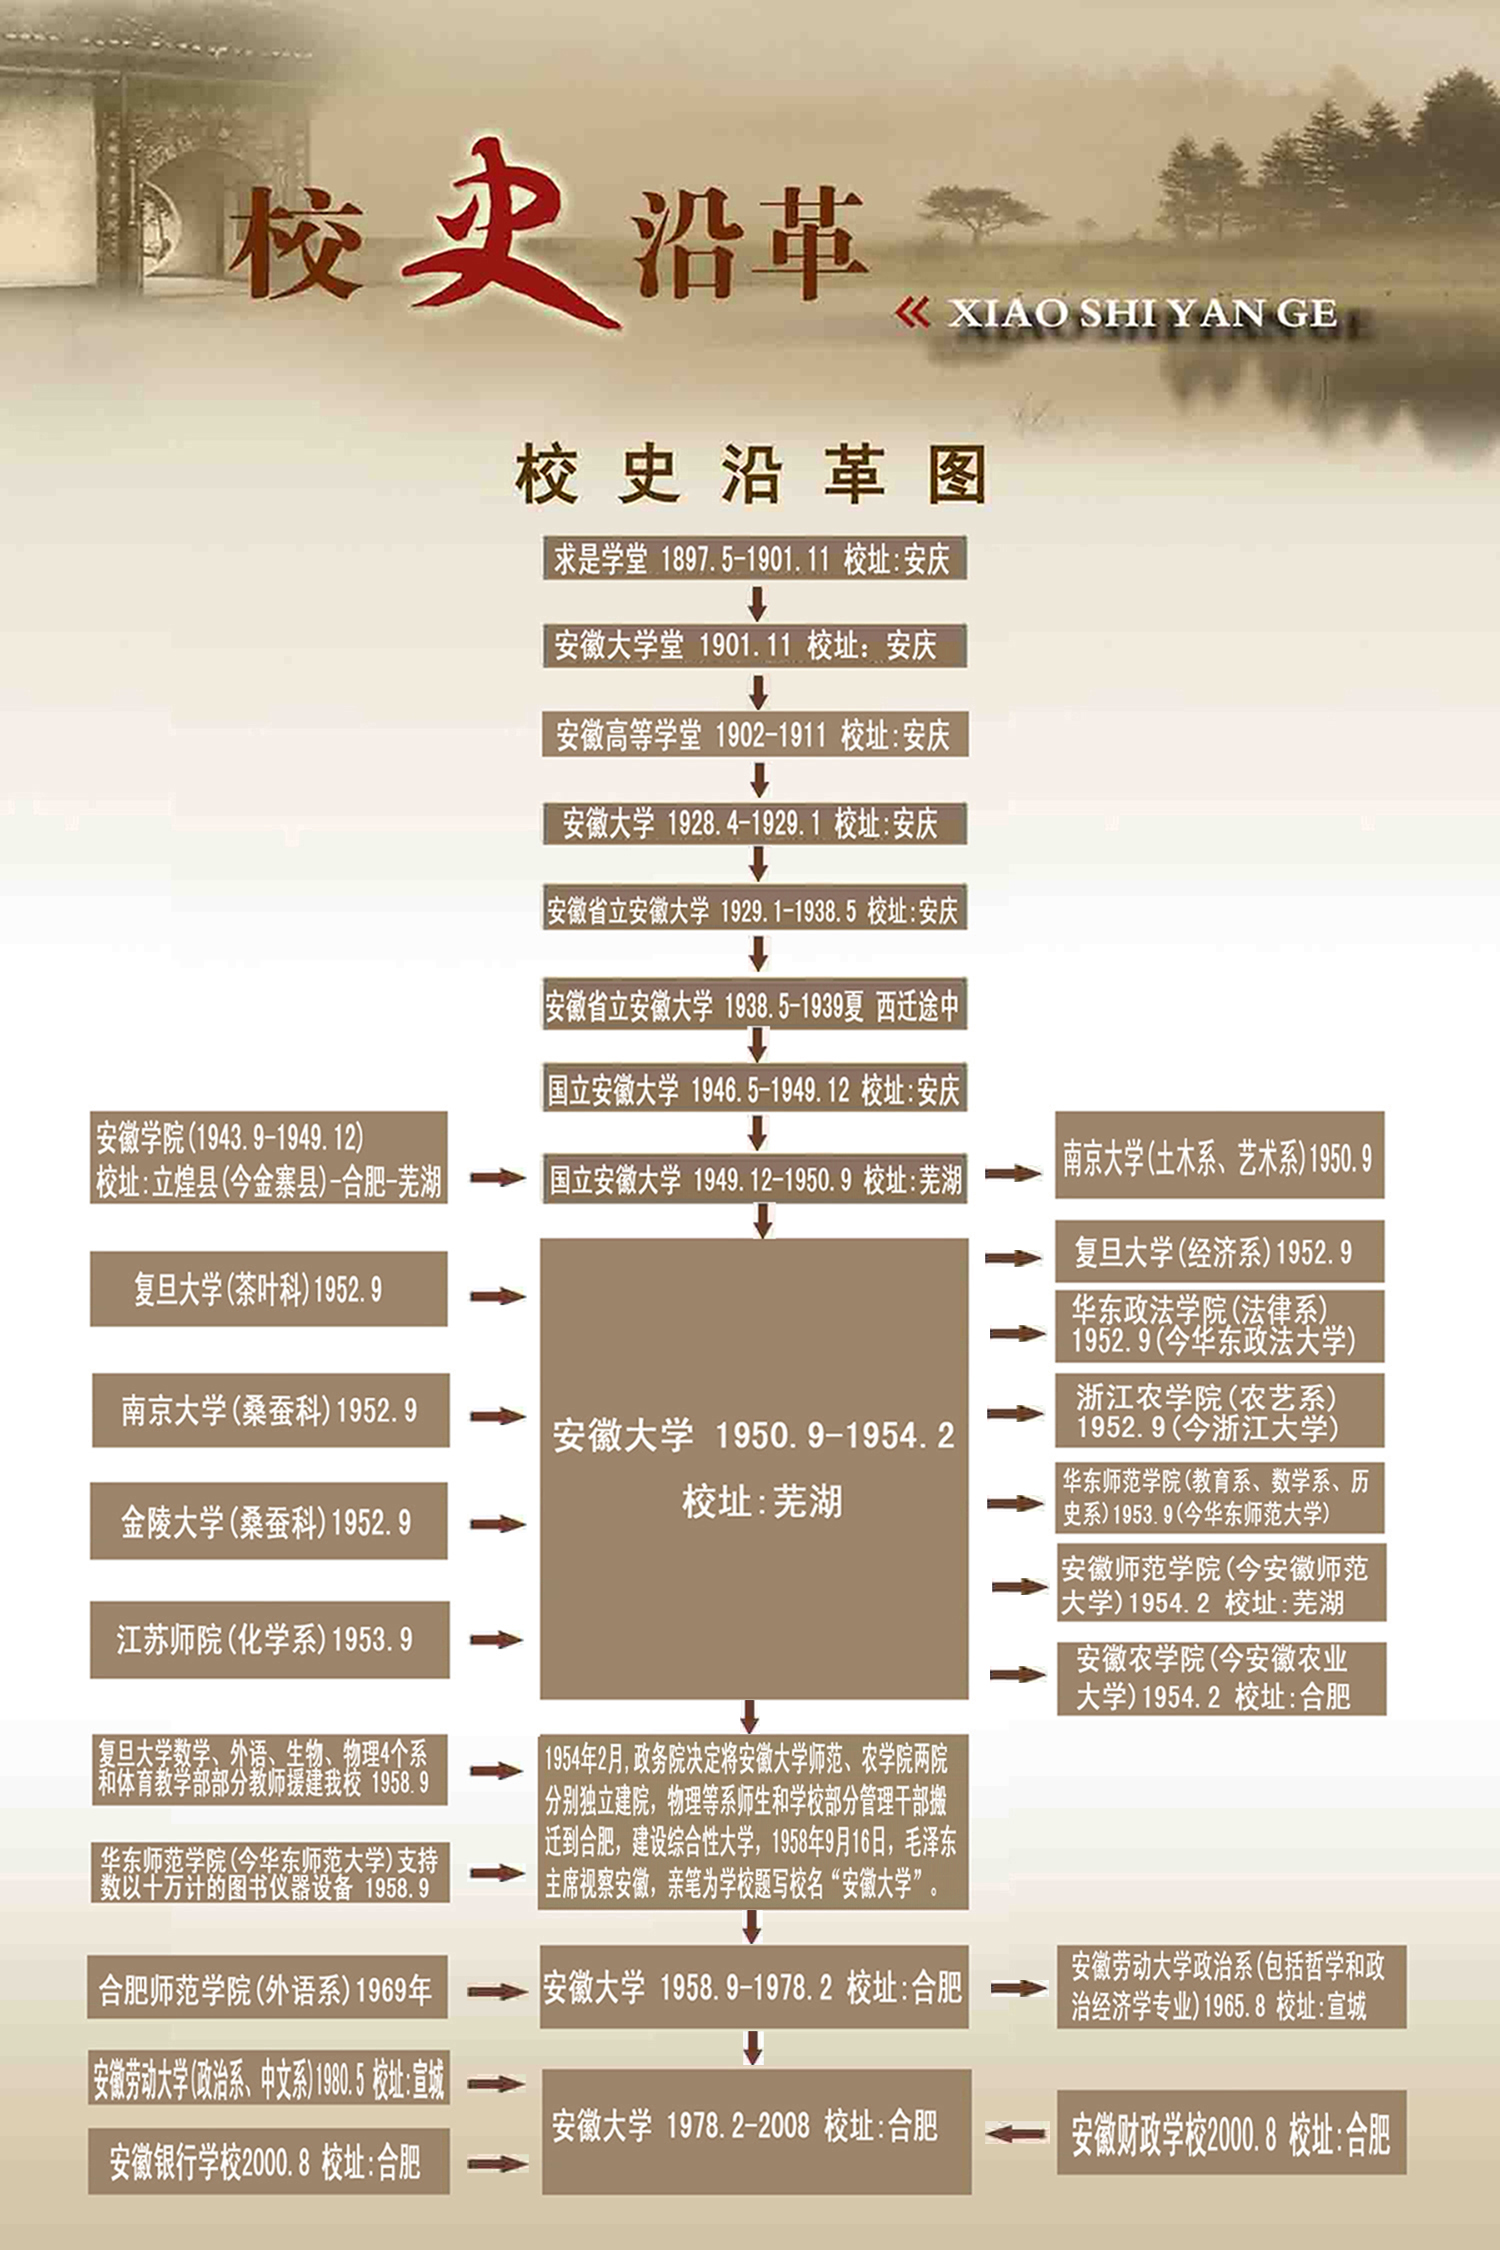 校史沿革
« XIAO SHI YAN GE
校史沿革图
求是学堂 1897.5-1901.11 校址:安庆
安徽大学堂 1901.11 校址：安庆
安徽高等学堂 1902-1911 校址:安庆
安徽大学 1928.4-1929.1 校址:安庆
安徽省立安徽大学 1929.1-1938.5 校址:安庆
安徽省立安徽大学 1938.5-1939夏 西迁途中
国立安徽大学 1946.5-1949.12 校址:安庆
安徽学院(1943.9-1949.12)
校址:立煌县(今金寨县)-合肥-芜湖
国立安徽大学 1949.12-1950.9 校址:芜湖
南京大学(土木系、艺术系)1950.9
复旦大学(茶叶科)1952.9
南京大学(桑蚕科)1952.9
金陵大学(桑蚕科)1952.9
江苏师院(化学系)1953.9
安徽大学 1950.9-1954.2
校址:芜湖
复旦大学(经济系)1952.9
华东政法学院(法律系)
1952.9(今华东政法大学)
浙江农学院(农艺系)
1952.9(今浙江大学)
华东师范学院(教育系、数学系、历
史系)1953.9(今华东师范大学)
安徽师范学院(今安徽师范
大学)1954.2 校址:芜湖
安徽农学院(今安徽农业
大学)1954.2 校址:合肥
复旦大学数学、外语、生物、物理4个系
和体育教学部部分教师援建我校 1958.9
华东师范学院(今华东师范大学)支持
数以十万计的图书仪器设备 1958.9
1954年2月,政务院决定将安徽大学师范、农学院两院
分别独立建院，物理等系师生和学校部分管理干部搬
迁到合肥，建设综合性大学，1958年9月16日，毛泽东
主席视察安徽，亲笔为学校题写校名“安徽大学”。
合肥师范学院(外语系)1969年
安徽大学 1958.9-1978.2 校址:合肥
安徽劳动大学政治系(包括哲学和政
治经济学专业)1965.8 校址:宣城
安徽劳动大学(政治系、中文系)1980.5 校址:宣城
安徽银行学校2000.8 校址:合肥
安徽大学 1978.2-2008 校址:合肥
安徽财政学校2000.8 校址:合肥